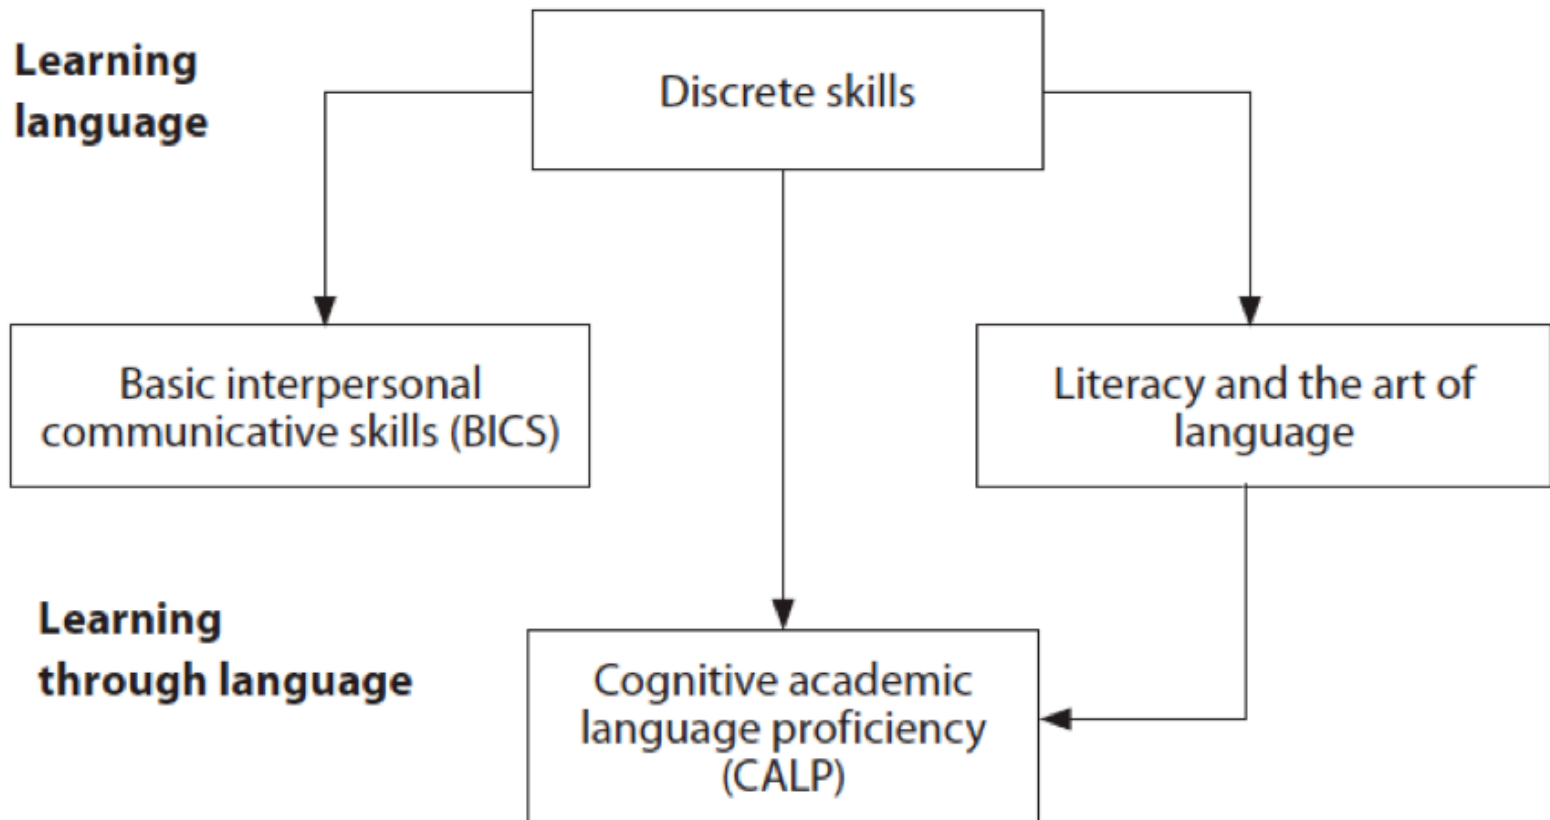 Learning
language
Discrete skills
Basic interpersonal
communicative skills (BICS)
Literacy and the art of
language
Learning
through language
Cognitive academic
language proficiency
(CALP)